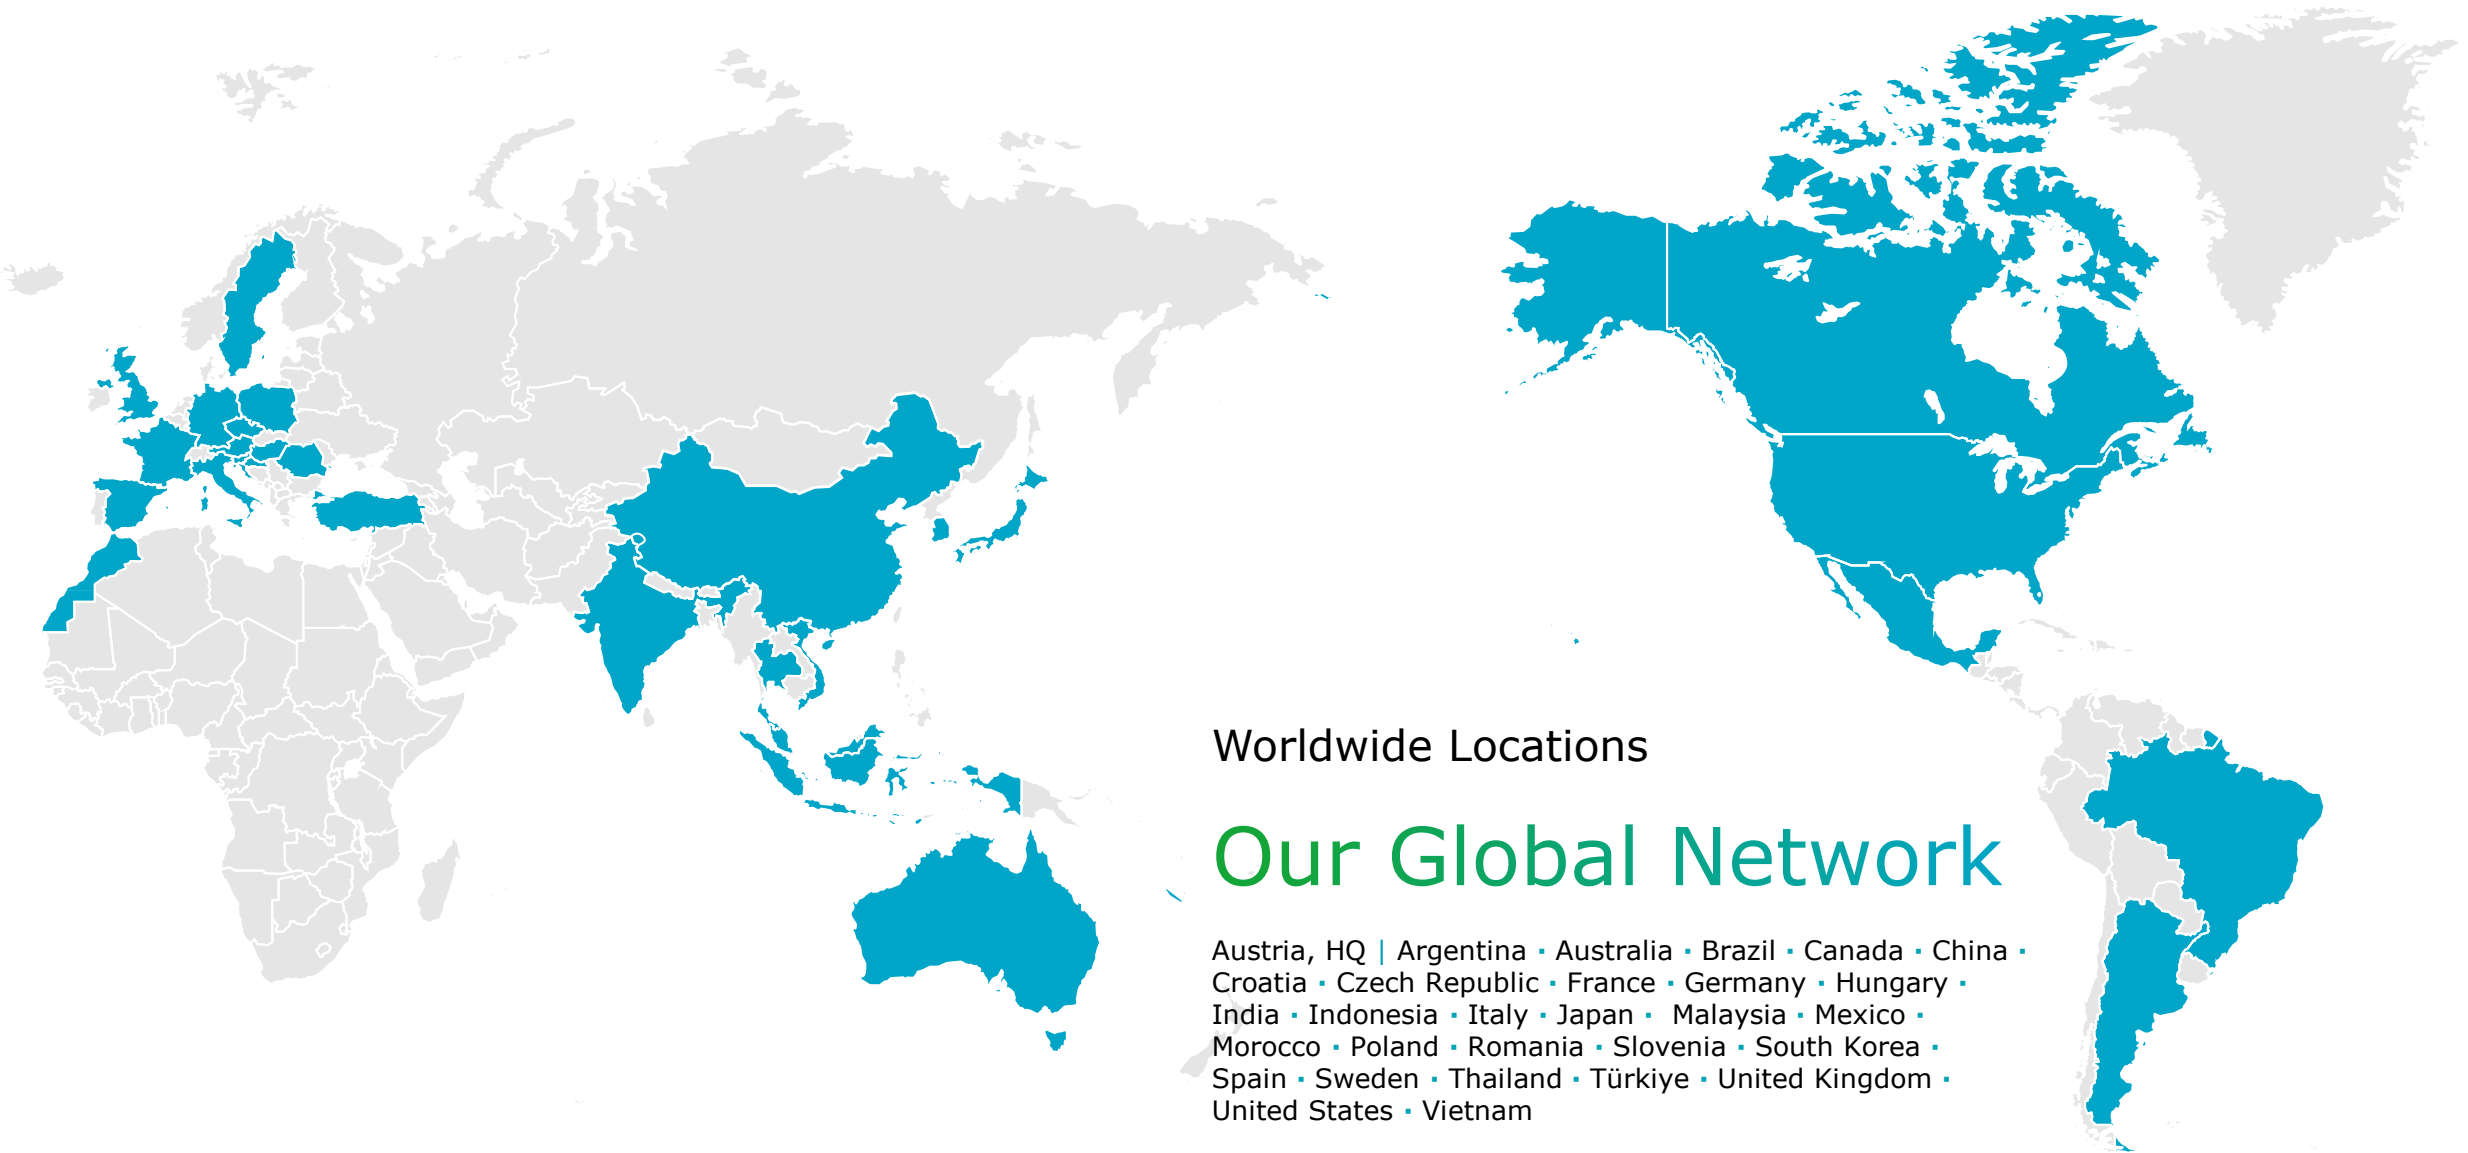 Worldwide Locations
Our Global Network
Austria, HQ | Argentina · Australia · Brazil · Canada · China ·
Croatia · Czech Republic · France · Germany · Hungary ·
India · Indonesia · Italy · Japan · Malaysia · Mexico ·
Morocco · Poland · Romania · Slovenia · South Korea ·
Spain · Sweden · Thailand · Türkiye · United Kingdom ·
United States · Vietnam